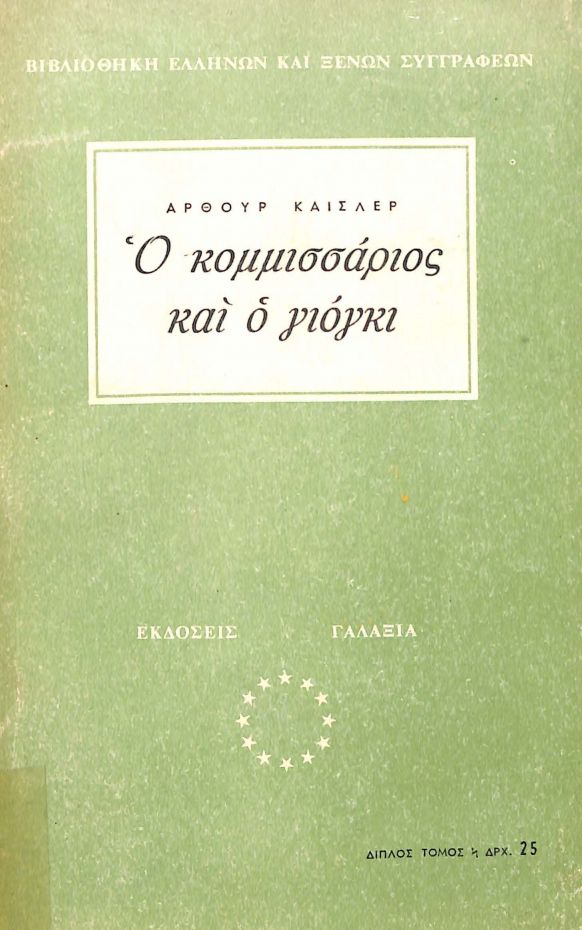 ΒΙΒΛΙΟΘΗΚΗ ΕΛΛΗΝΩΝ ΚΑΙ ΞΕΝΩΝ ΣΥΓΓΡΑΦΕΩΝ
ΑΡΘΟΥΡ ΚΑΙΣΛΕΡ
Ὁ κομμισσάριος
καὶ ὁ γιόγκι
ΕΚΔΟΣΕΙΣ ΓΑΛΑΞΙΑ
ΔΙΠΛΟΣ ΤΟΜΟΣ ϟ ΔΡΧ. 25